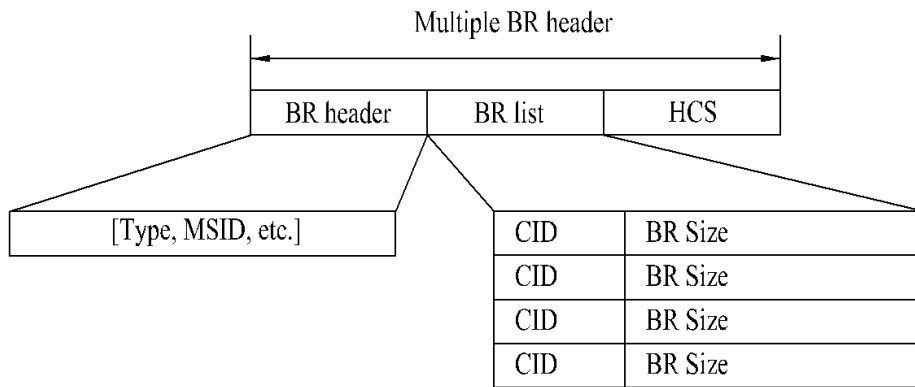 Multiple BR header
BR header BR list HCS
[Type, MSID, etc.]
CID BR Size
CID BR Size
CID BR Size
CID BR Size